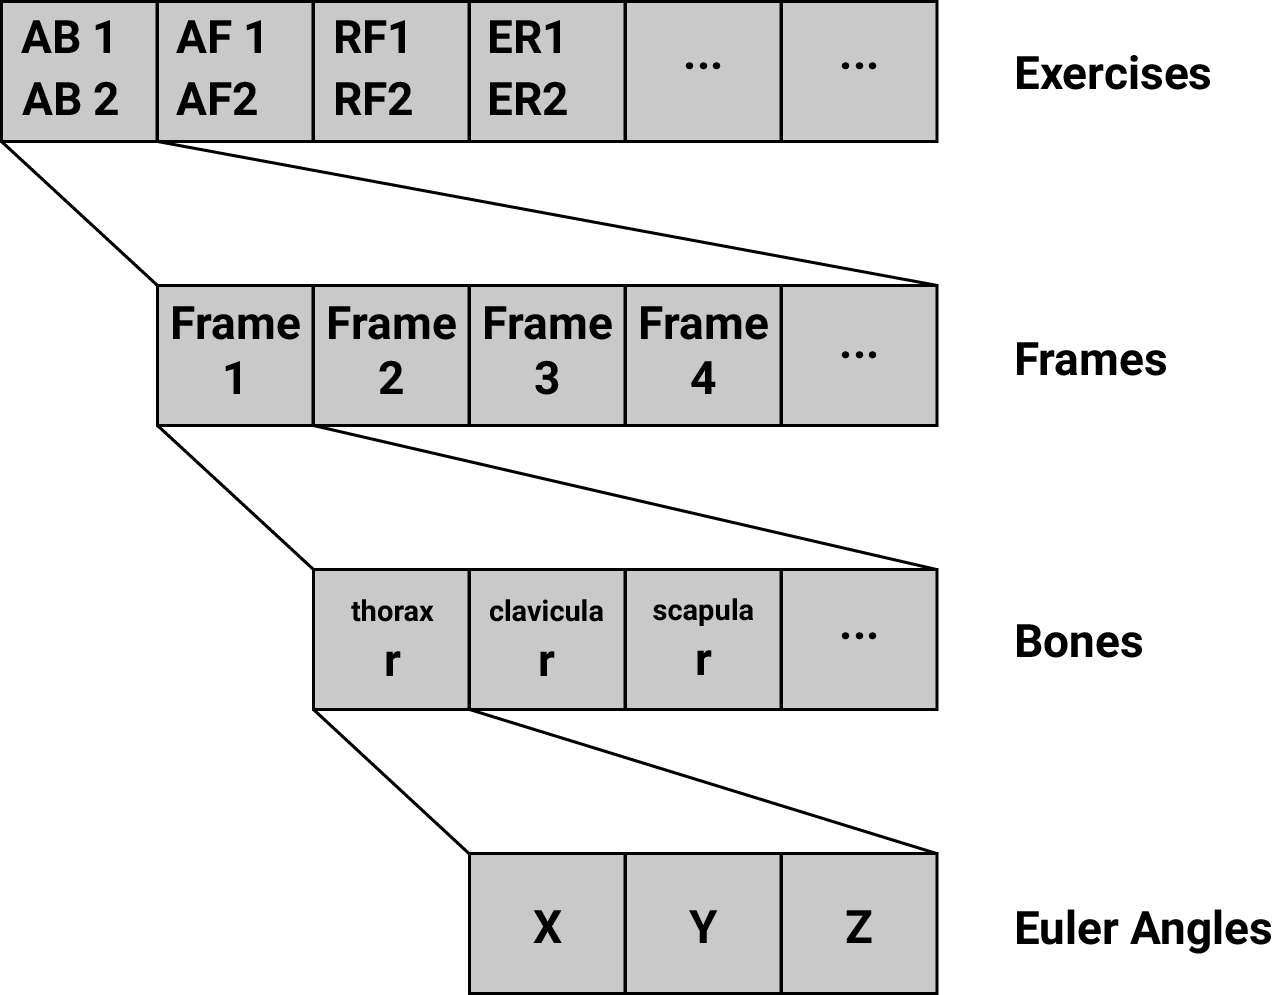 AB 1
AB 2
AF 1
AF2
RF1
RF2
ER1
ER2
...
...
Exercises
Frame
1
Frame
2
Frame
3
Frame
4
...
Frames
thorax
r
clavicula
r
scapula
r
...
Bones
X
Y
Z
Euler Angles